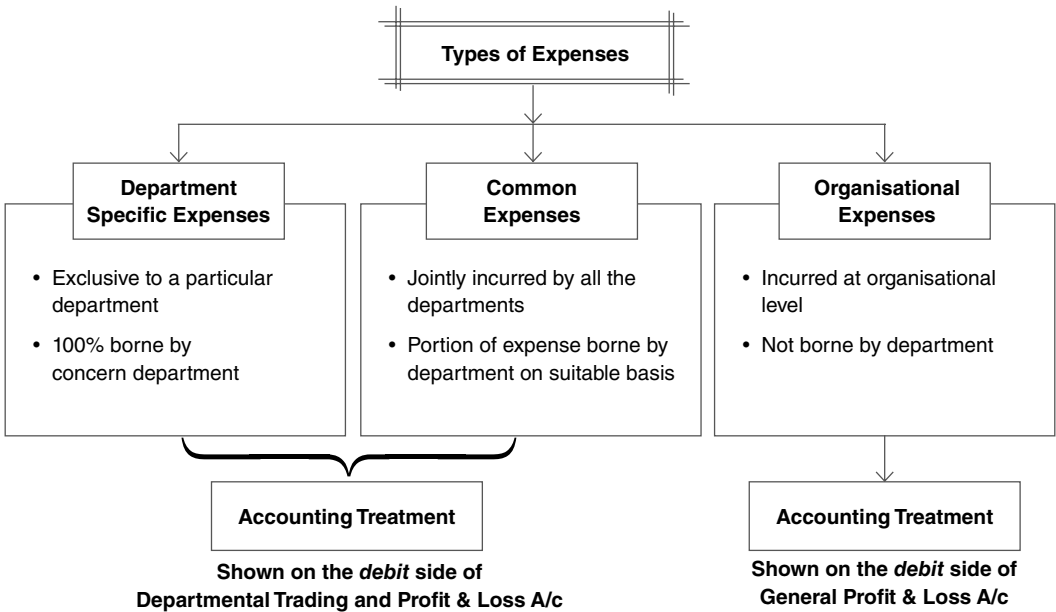 Types of Expenses
Department
Specific Expenses
• Exclusive to a particular
department
• 100% borne by
concern department
Common
Expenses
• Jointly incurred by all the
departments
• Portion of expense borne by
department on suitable basis
Organisational
Expenses
• Incurred at organisational
level
• Not borne by department
Accounting Treatment
Shown on the debit side of
Departmental Trading and Profit & Loss A/c
Accounting Treatment
Shown on the debit side of
General Profit & Loss A/c